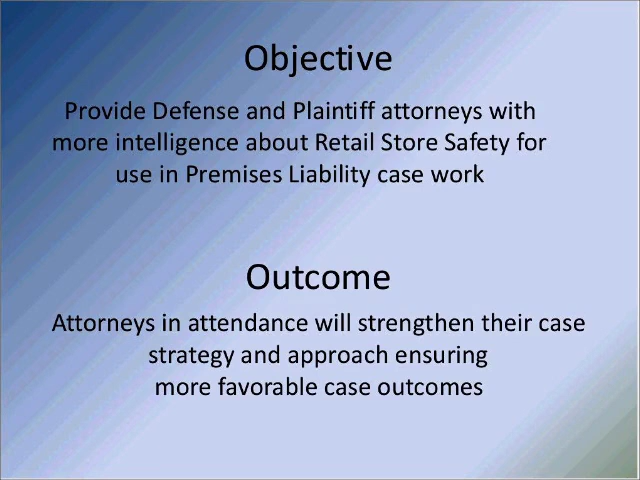 Objective
Provide Defense and Plaintiff attorneys with
more intelligence about Retail Store Safety for
use in Premises Liability case work
Outcome
Attorneys in attendance will strengthen their case
strategy and approach ensuring
more favorable case outcomes